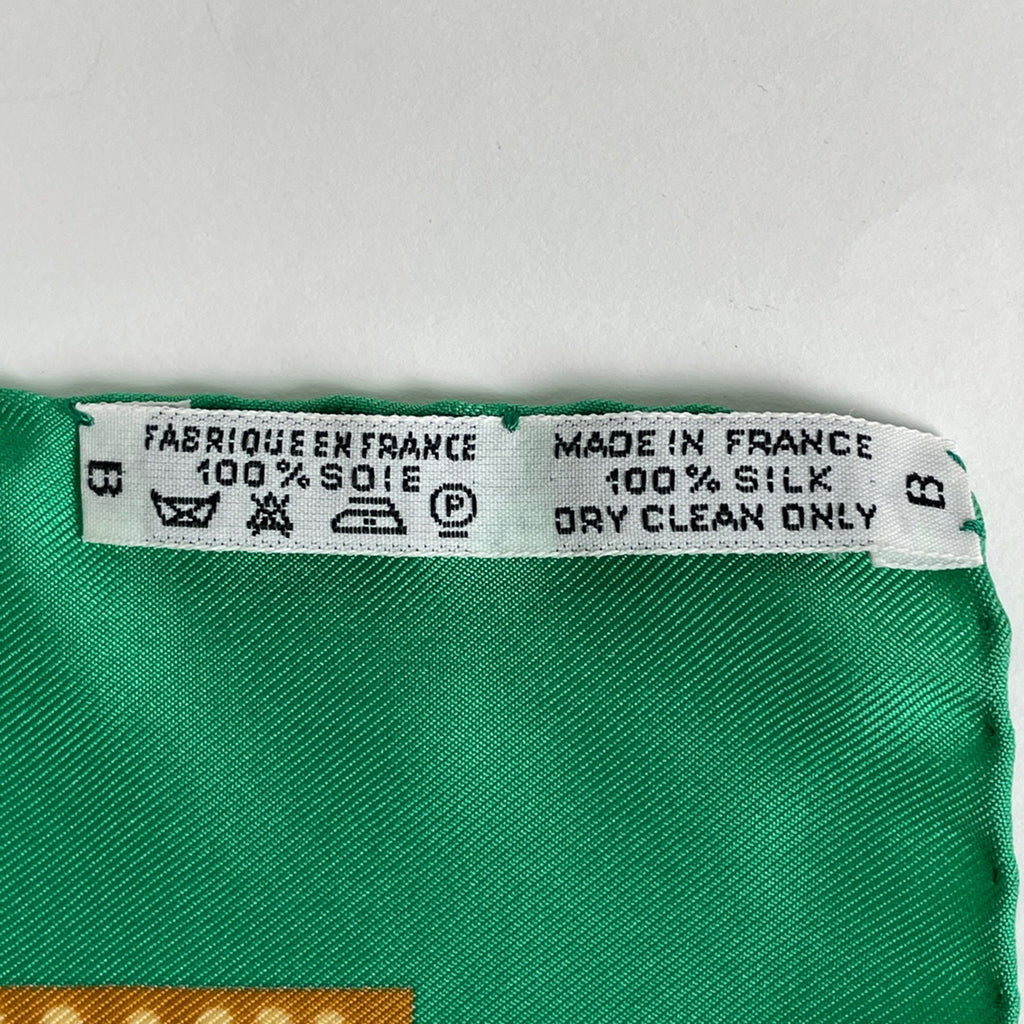 B
FABRIQUE EN FRANCE
100% SOIE
P
MADE IN FRANCE
100% SILK
DRY CLEAN ONLY
B